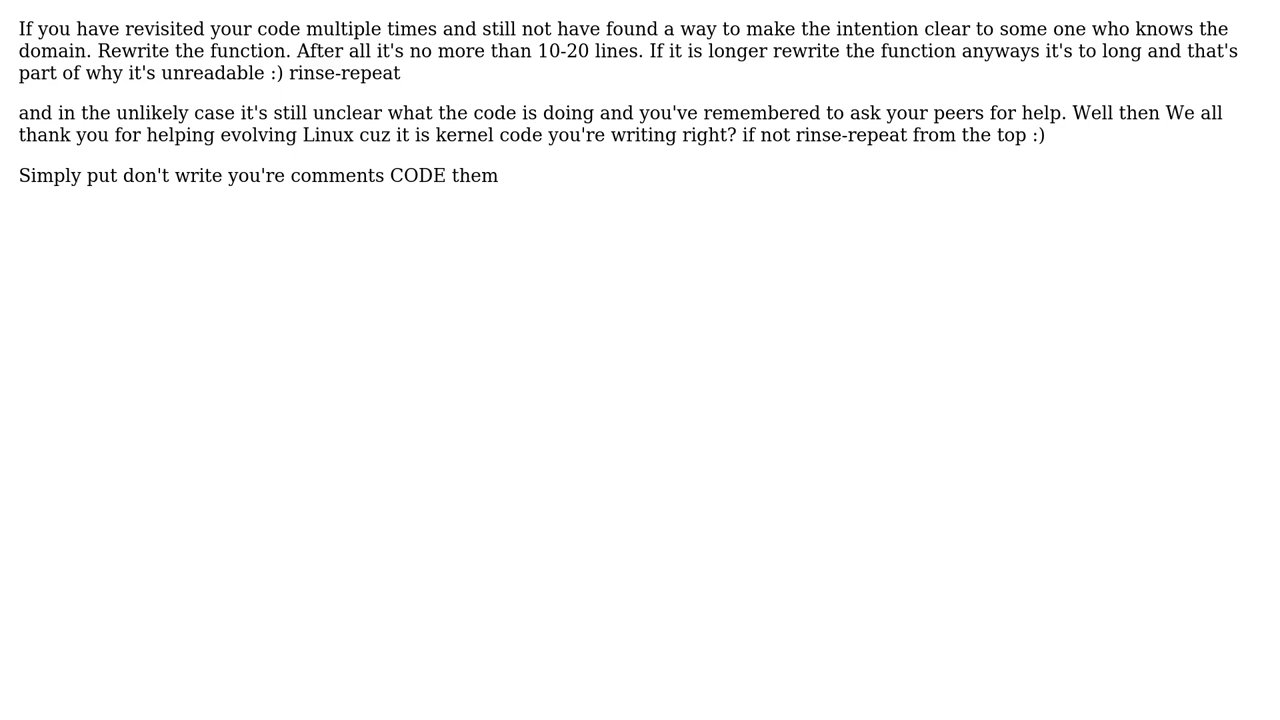 If you have revisited your code multiple times and still not have found a way to make the intention clear to some one who knows the
domain. Rewrite the function. After all it's no more than 10-20 lines. If it is longer rewrite the function anyways it's to long and that's
part of why it's unreadable :) rinse-repeat
and in the unlikely case it's still unclear what the code is doing and you've remembered to ask your peers for help. Well then We all
thank you for helping evolving Linux cuz it is kernel code you're writing right? if not rinse-repeat from the top :)
Simply put don't write you're comments CODE them